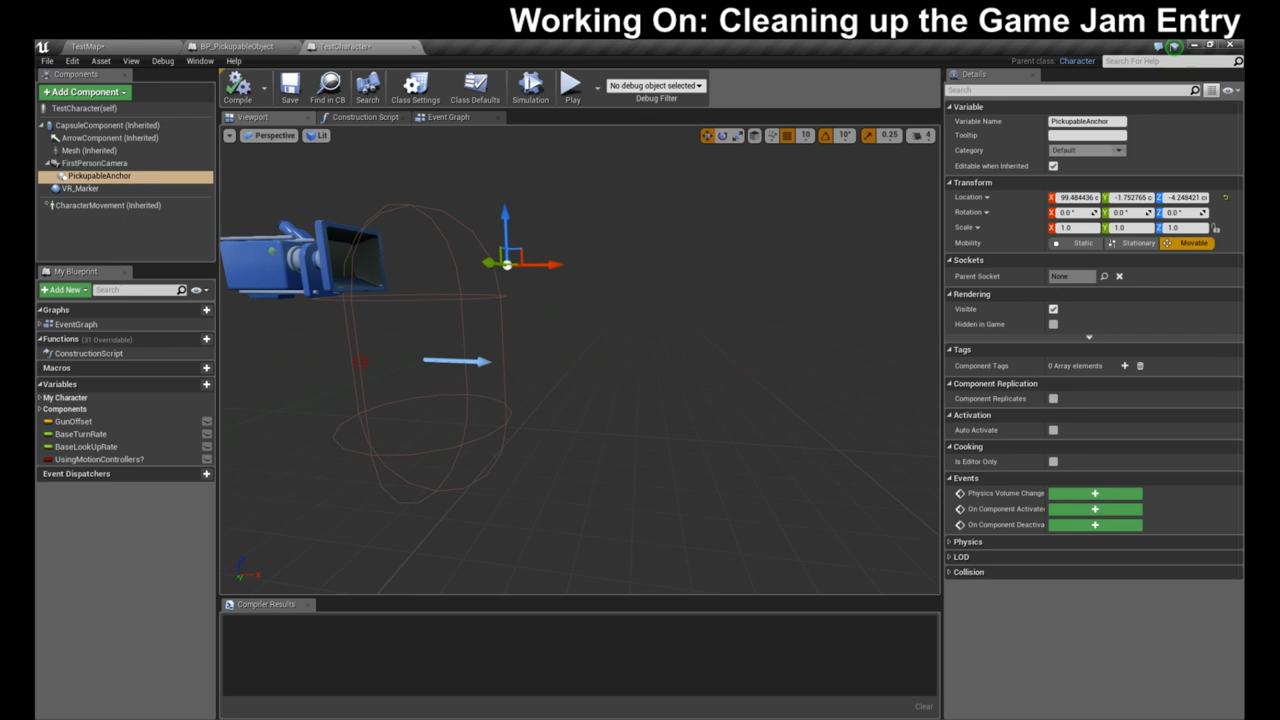 Working On: Cleaning up the Game Jam Entry
TestMap•
BP_PickupableObject
TestCharacter•
File Edit Asset View Debug Window Help
Parent class: Character
Search For Help
Components
+Add Component
TestCharacter(self)
CapsuleComponent (Inherited)
ArrowComponent (Inherited)
Mesh (Inherited)
FirstPersonCamera
PickupableAnchor
VR_Marker
CharacterMovement (Inherited)
My Blueprint
+Add New
Search
Graphs
EventGraph
Functions (31 Overridable)
ConstructionScript
Macros
Variables
My Character
Components
GunOffset
BaseTurnRate
BaseLookUpRate
UsingMotionControllers?
Event Dispatchers
Compile
Save
Find in CB
Search
Class Settings
Class Defaults
Simulation
Play
No debug object selected
Debug Filter
Viewport
Construction Script
Event Graph
Perspective
Lit
10
10°
0.25
4
X
Compiler Results
Clear
Details
Search
Variable
Variable Name PickupableAnchor
Tooltip
Category Default
Editable when Inherited
Transform
Location X 99.484436 c Y -1.752765 c Z -4.248421 c
Rotation X 0.0 ° Y 0.0 ° Z 0.0 °
Scale X 1.0 Y 1.0 Z 1.0
Mobility Static Stationary Movable
Sockets
Parent Socket None
Rendering
Visible
Hidden in Game
Tags
Component Tags 0 Array elements
Component Replication
Component Replicates
Activation
Auto Activate
Cooking
Is Editor Only
Events
Physics Volume Change
On Component Activate
On Component Deactiva
Physics
LOD
Collision